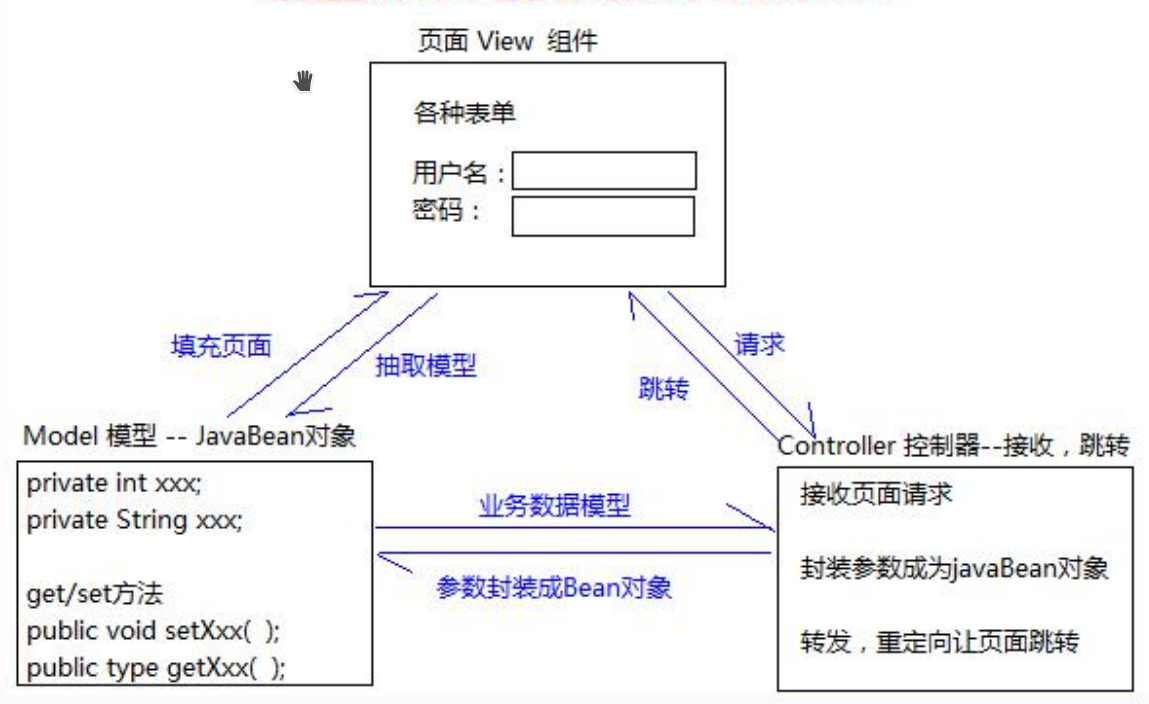 页面 View 组件
各种表单
用户名：
密码：
填充页面
抽取模型
请求
跳转
Model 模型 -- JavaBean对象
private int xxx;
private String xxx;
get/set方法
public void setXxx( );
public type getXxx( );
业务数据模型
参数封装成Bean对象
Controller 控制器--接收，跳转
接收页面请求
封装参数成为javaBean对象
转发，重定向让页面跳转